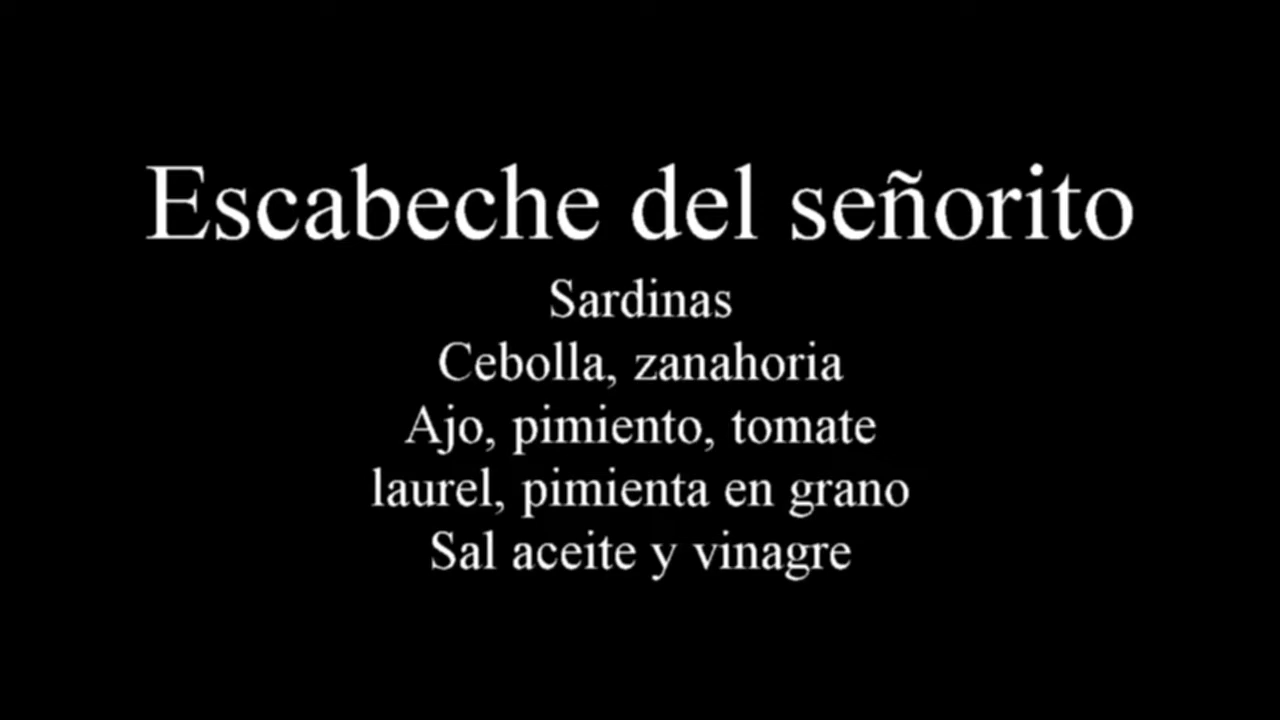 Escabeche del señorito
Sardinas
Cebolla, zanahoria
Ajo, pimiento, tomate
laurel, pimienta en grano
Sal aceite y vinagre